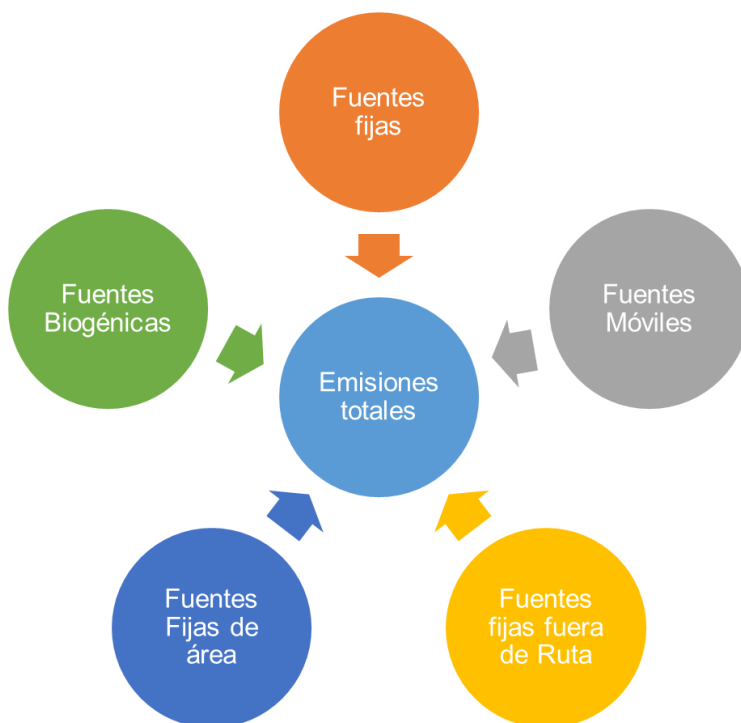 Fuentes
fijas
Fuentes
Biogénicas
Fuentes
Móviles
Emisiones
totales
Fuentes
Fijas de
área
Fuentes
fijas fuera
de Ruta